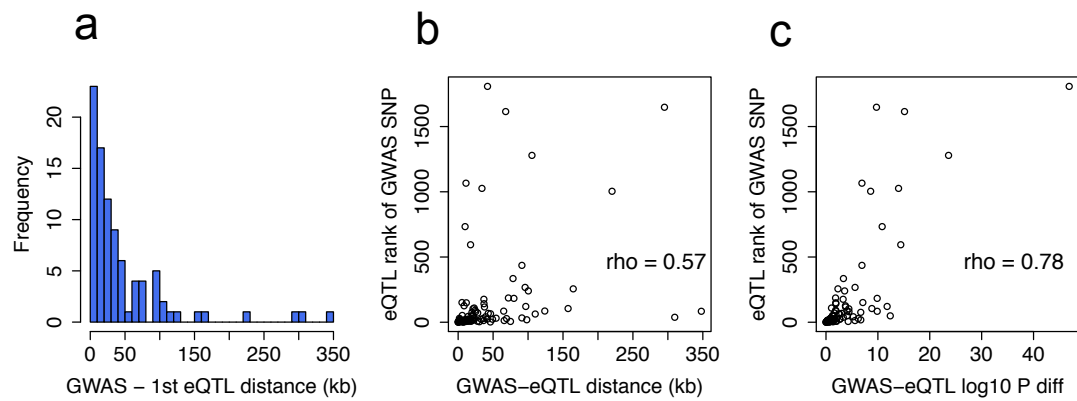 a
Frequency
0 5 10 15 20
0 50 150 250 350
GWAS − 1st eQTL distance (kb)
b
eQTL rank of GWAS SNP
0 500 1000 1500
rho = 0.57
0 50 150 250 350
GWAS−eQTL distance (kb)
c
eQTL rank of GWAS SNP
0 500 1000 1500
rho = 0.78
0 10 20 30 40
GWAS−eQTL log10 P diff